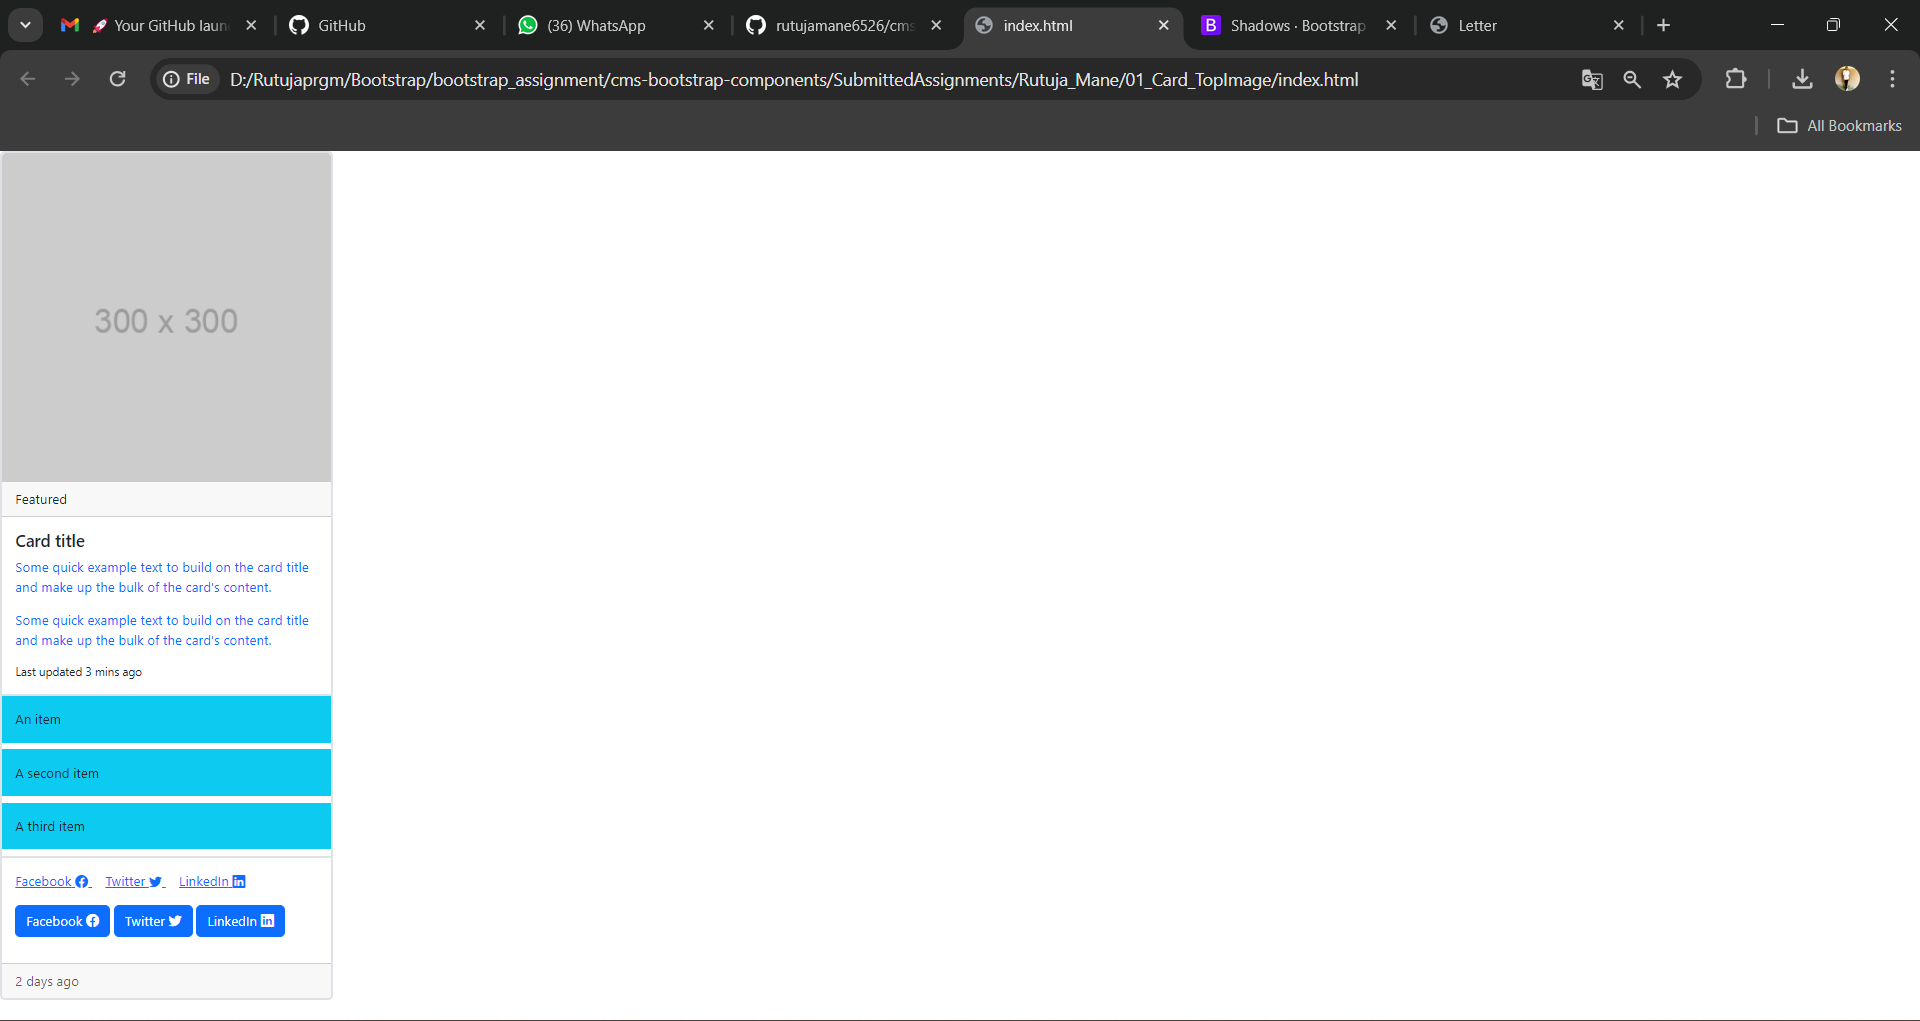 🚀 Your GitHub laun
GitHub
(36) WhatsApp
rutujamane6526/cms
index.html
B Shadows · Bootstrap
Letter
File D:/Rutujaprgm/Bootstrap/bootstrap_assignment/cms-bootstrap-components/SubmittedAssignments/Rutuja_Mane/01_Card_TopImage/index.html
All Bookmarks
300 x 300
Featured
Card title
Some quick example text to build on the card title
and make up the bulk of the card's content.
Some quick example text to build on the card title
and make up the bulk of the card's content.
Last updated 3 mins ago
An item
A second item
A third item
Facebook Twitter LinkedIn
Facebook Twitter LinkedIn
2 days ago